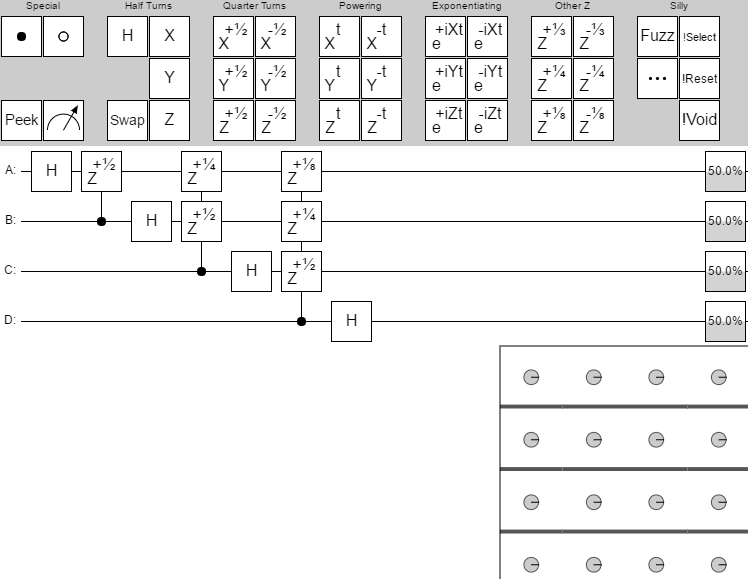 Special Half Turns Quarter Turns Powering Exponentiating Other Z Silly
H X X+½ X-½ Xt X-t e+iXt e-iXt Z+⅓ Z-⅓ Fuzz !Select
Y Y+½ Y-½ Yt Y-t e+iYt e-iYt Z+¼ Z-¼ ... !Reset
Peek Swap Z Z+½ Z-½ Zt Z-t e+iZt e-iZt Z+⅛ Z-⅛ !Void
A: H Z+½ Z+¼ Z+⅛ 50.0%
B: H Z+½ Z+¼ 50.0%
C: H Z+½ 50.0%
D: H 50.0%